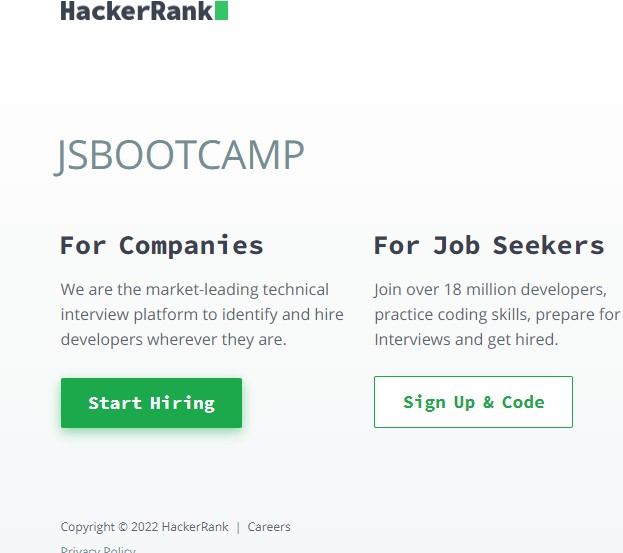 HackerRank
JSBOOTCAMP
For Companies
We are the market-leading technical
interview platform to identify and hire
developers wherever they are.
Start Hiring
For Job Seekers
Join over 18 million developers,
practice coding skills, prepare for
Interviews and get hired.
Sign Up & Code
Copyright © 2022 HackerRank | Careers
Privacy Policy